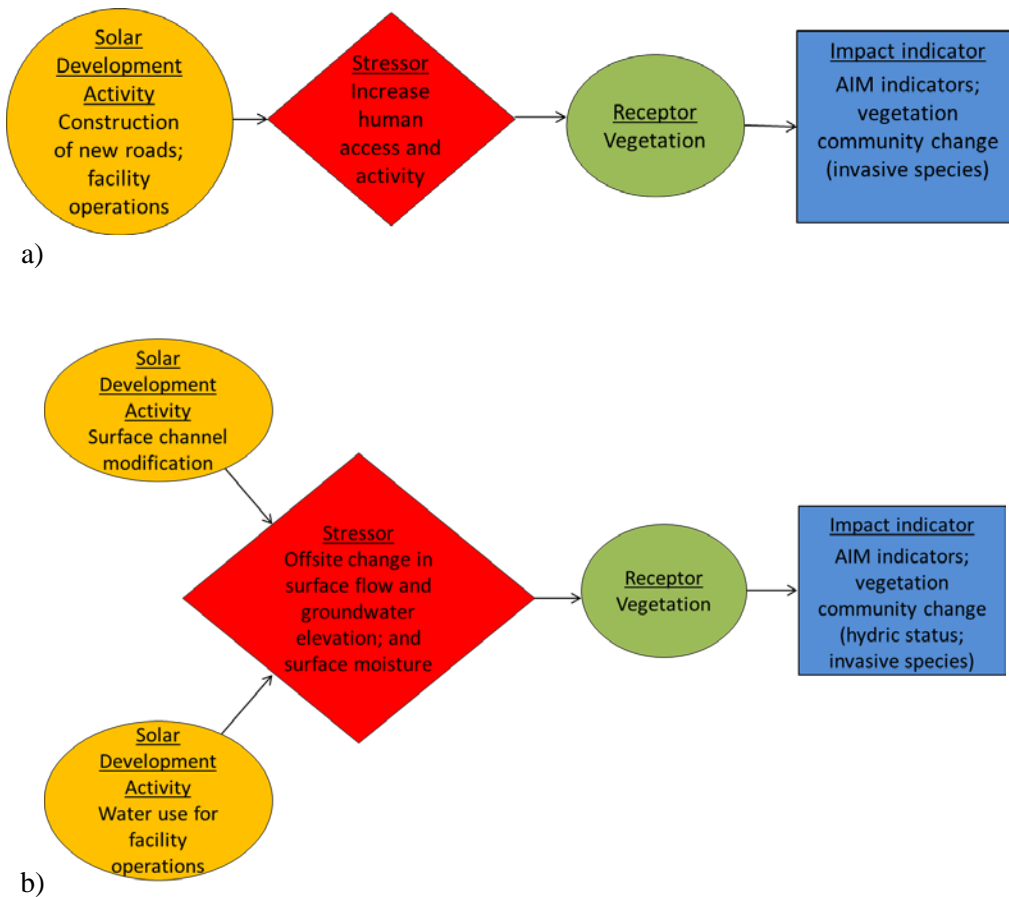 Solar
Development
Activity
Construction
of new roads;
facility
operations
Stressor
Increase
human
access and
activity
Receptor
Vegetation
Impact indicator
AIM indicators;
vegetation
community change
(invasive species)
a)
Solar
Development
Activity
Surface channel
modification
Stressor
Offsite change in
surface flow and
groundwater
elevation; and
surface moisture
Receptor
Vegetation
Impact indicator
AIM indicators;
vegetation
community change
(hydric status;
invasive species)
Solar
Development
Activity
Water use for
facility
operations
b)